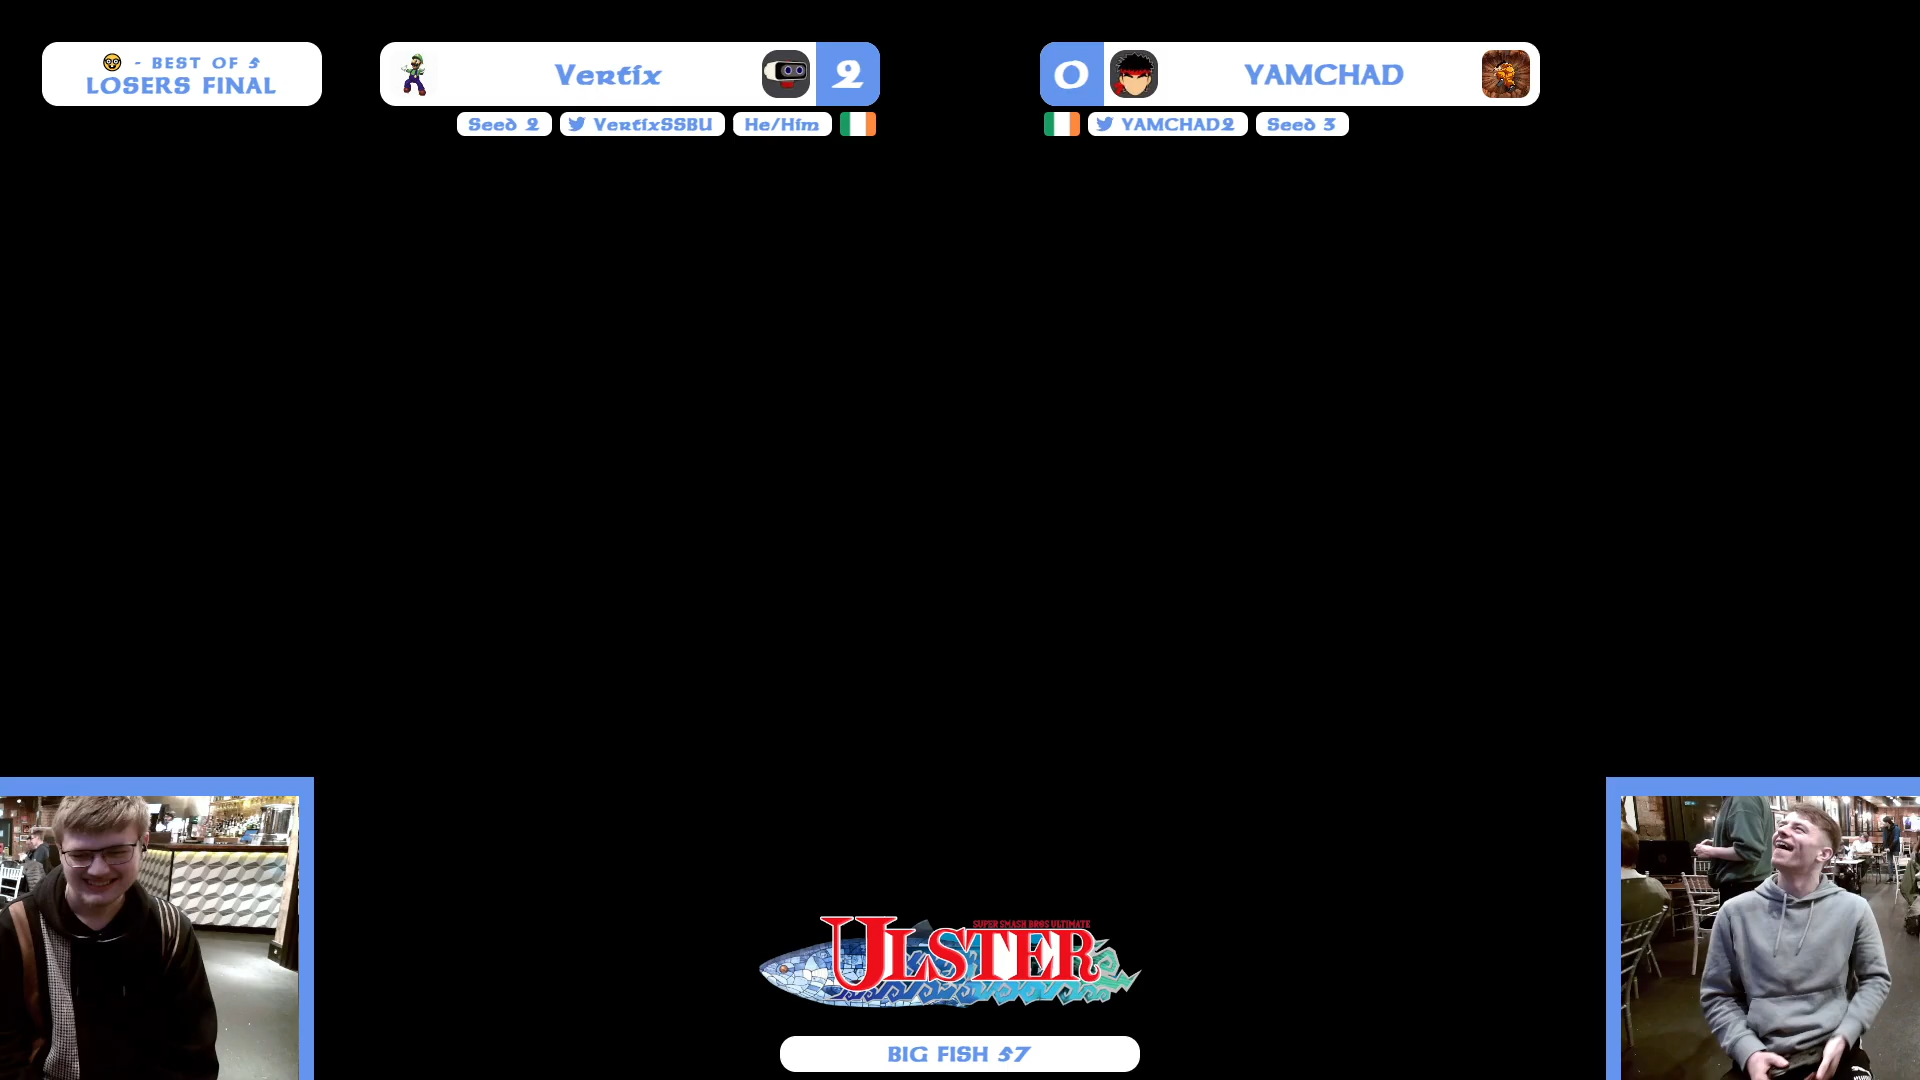 - BEST OF 5
LOSERS FINAL
Vertix
2
Seed 2
VertixSSBU
He/Him
0
YAMCHAD
YAMCHAD2
Seed 3
SUPER SMASH BROS ULTIMATE
ULSTER
BIG FISH 57